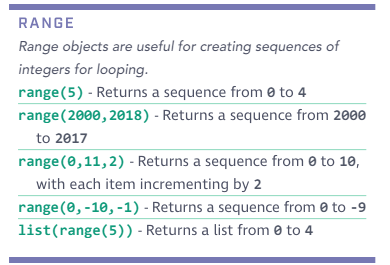 RANGE
Range objects are useful for creating sequences of
integers for looping.
range(5) - Returns a sequence from 0 to 4
range(2000,2018) - Returns a sequence from 2000
to 2017
range(0,11,2) - Returns a sequence from 0 to 10,
with each item incrementing by 2
range(0,-10,-1) - Returns a sequence from 0 to -9
list(range(5)) - Returns a list from 0 to 4